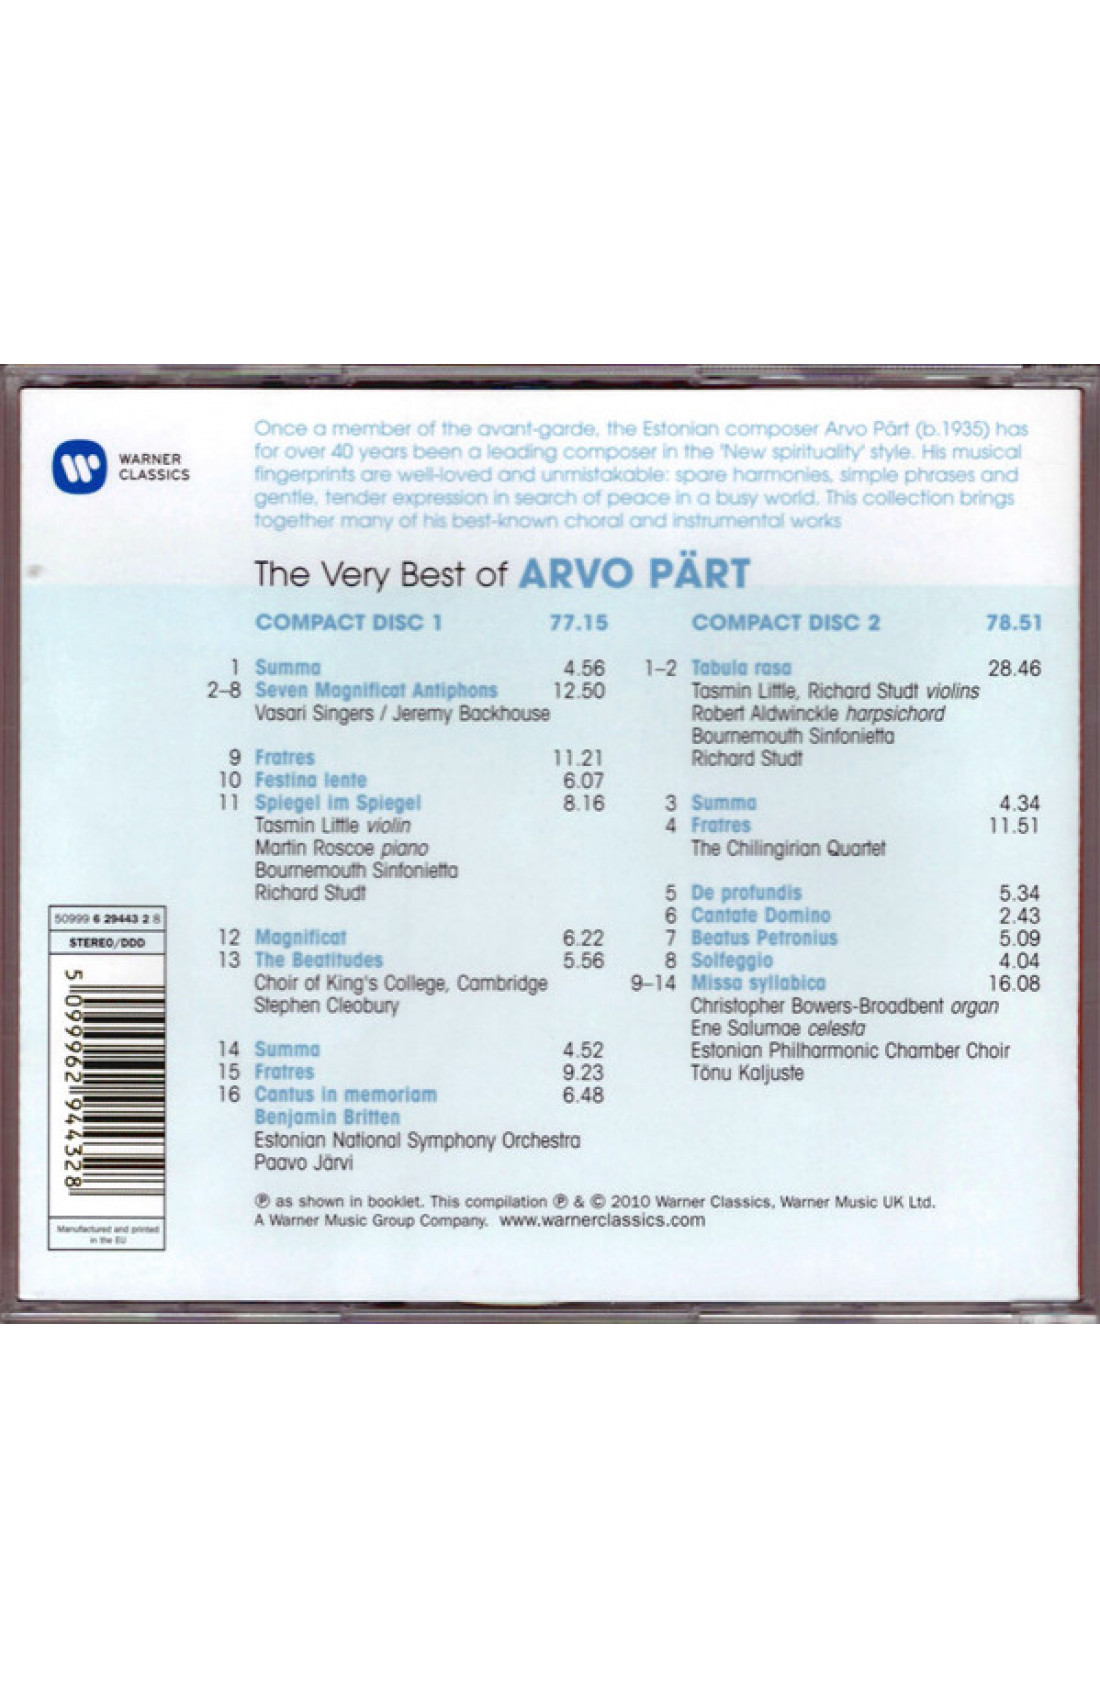 WARNER
CLASSICS
Once a member of the avant-garde, the Estonian composer Arvo Pärt (b.1935) has
for over 40 years been a leading composer in the 'New spirituality' style. His musical
fingerprints are well-loved and unmistakable: spare harmonies, simple phrases and
gentle, tender expression in search of peace in a busy world. This collection brings
together many of his best-known choral and instrumental works
The Very Best of ARVO PÄRT
COMPACT DISC 1 77.15
1 Summa 4.56
2–8 Seven Magnificat Antiphons 12.50
Vasari Singers / Jeremy Backhouse
9 Fratres 11.21
10 Festina lente 6.07
11 Spiegel im Spiegel 8.16
Tasmin Little violin
Martin Roscoe piano
Bournemouth Sinfonietta
Richard Studt
12 Magnificat 6.22
13 The Beatitudes 5.56
Choir of King's College, Cambridge
Stephen Cleobury
14 Summa 4.52
15 Fratres 9.23
16 Cantus in memoriam 6.48
Benjamin Britten
Estonian National Symphony Orchestra
Paavo Järvi
COMPACT DISC 2 78.51
1–2 Tabula rasa 28.46
Tasmin Little, Richard Studt violins
Robert Aldwinckle harpsichord
Bournemouth Sinfonietta
Richard Studt
3 Summa 4.34
4 Fratres 11.51
The Chilingirian Quartet
5 De profundis 5.34
6 Cantate Domino 2.43
7 Beatus Petronius 5.09
8 Solfeggio 4.04
9–14 Missa syllabica 16.08
Christopher Bowers-Broadbent organ
Ene Salumae celesta
Estonian Philharmonic Chamber Choir
Tõnu Kaljuste
50999 6 29443 2 8
STEREO/DDD
5 099962 944328
Manufactured and printed
in the EU
℗ as shown in booklet. This compilation ℗ & © 2010 Warner Classics, Warner Music UK Ltd.
A Warner Music Group Company. www.warnerclassics.com